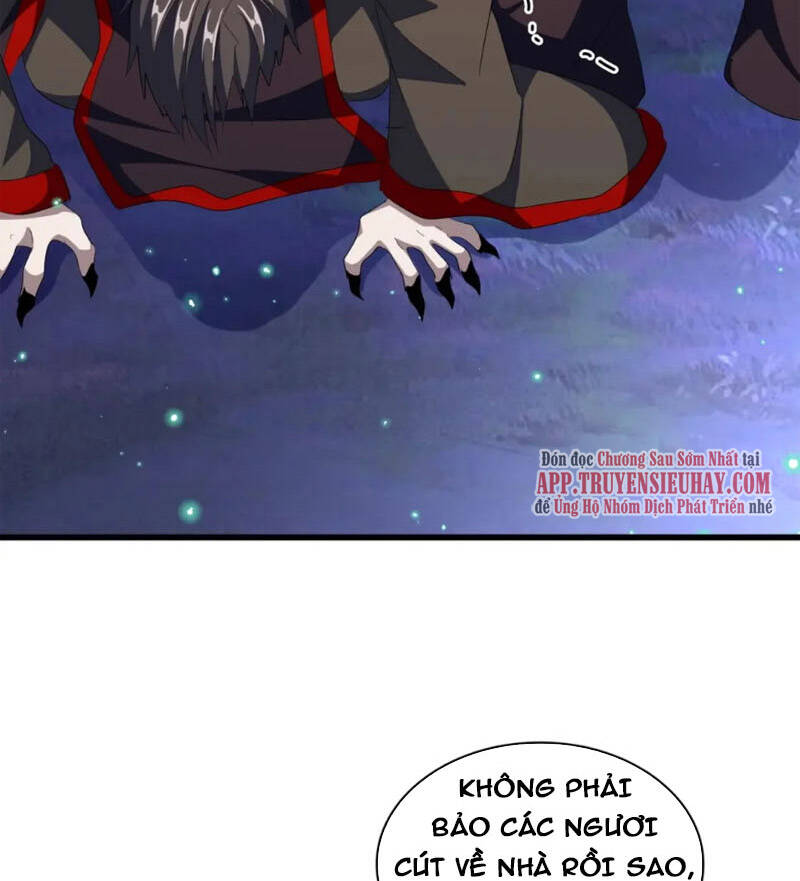 Đón đọc Chương Sau Sớm Nhất tại
APP.TRUYENSIEUHAY.COM
để Ủng Hộ Nhóm Dịch Phát Triển nhé
KHÔNG PHẢI
BẢO CÁC NGƯƠI
CÚT VỀ NHÀ RỒI SAO,